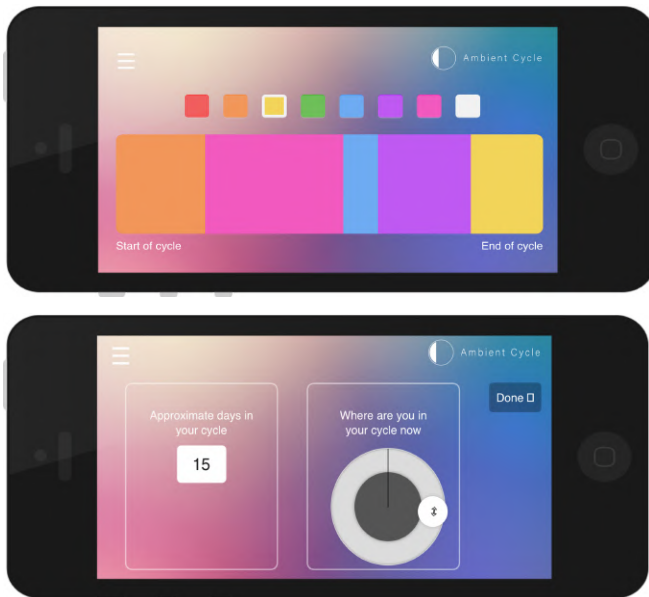 Ambient Cycle
Start of cycle
End of cycle
Ambient Cycle
Done
Approximate days in
your cycle
15
Where are you in
your cycle now